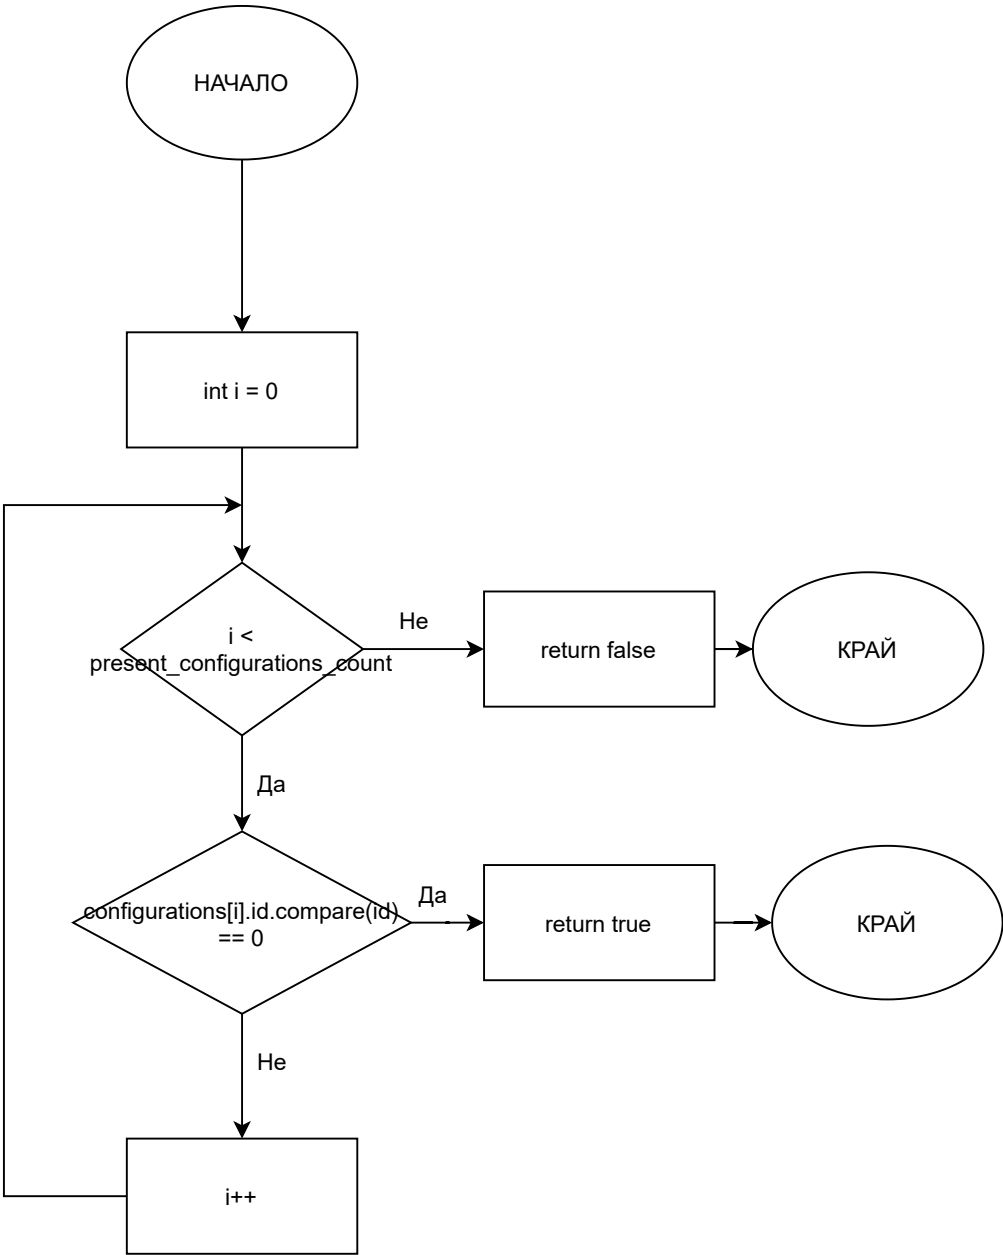 НАЧАЛО
int i = 0
i <
present_configurations_count
Не
return false
КРАЙ
Да
configurations[i].id.compare(id)
== 0
Да
return true
КРАЙ
Не
i++